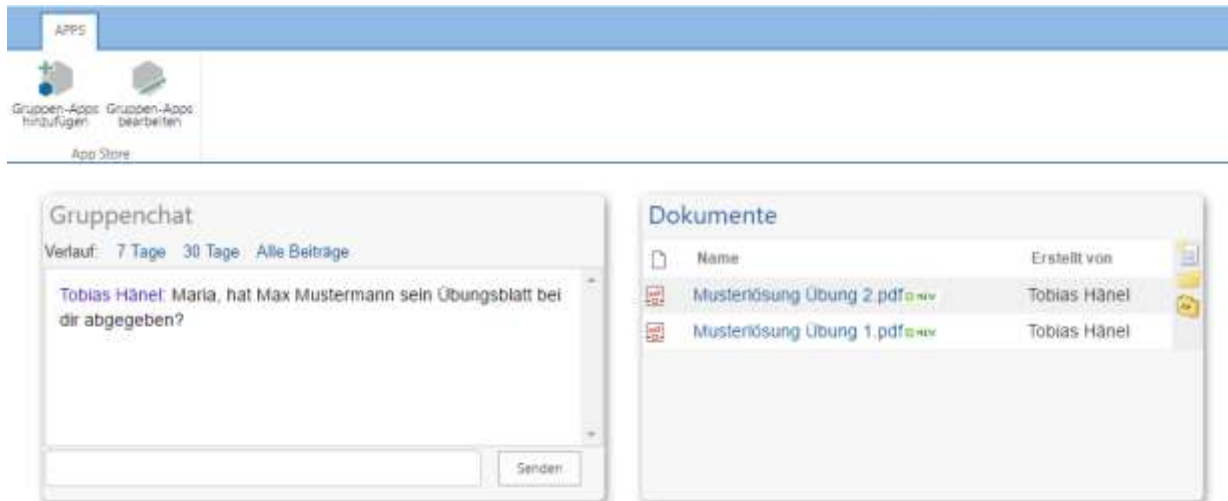 APPS
Gruppen-Apps hinzufügen
Gruppen-Apps bearbeiten
App Store
Gruppenchat
Verlauf: 7 Tage 30 Tage Alle Beiträge
Tobias Hänel: Maria, hat Max Mustermann sein Übungsblatt bei
dir abgegeben?
Senden
Dokumente
Name Erstellt von
Musterlösung Übung 2.pdf NEU Tobias Hänel
Musterlösung Übung 1.pdf NEU Tobias Hänel